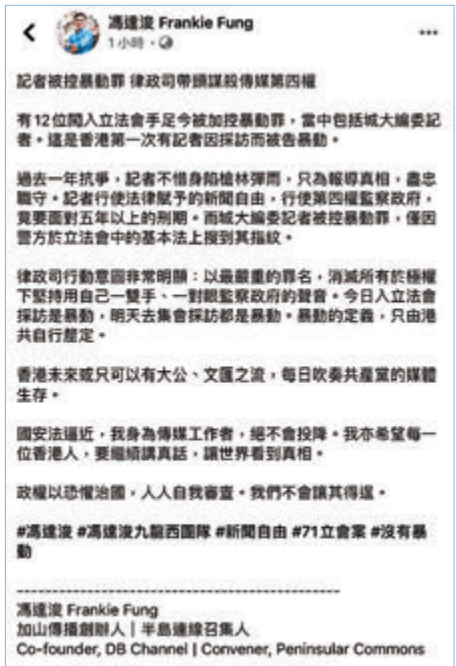 馮達浚 Frankie Fung
1小時 ·
記者被控暴動罪 律政司帶頭謀殺傳媒第四權
有12位闖入立法會手足今被加控暴動罪，當中包括城大編委記
者。這是香港第一次有記者因採訪而被告暴動。
過去一年抗爭，記者不惜身陷槍林彈雨，只為報導真相，盡忠
職守。記者行使法律賦予的新聞自由，行使第四權監察政府，
竟要面對五年以上的刑期。而城大編委記者被控暴動罪，僅因
警方於立法會中的基本法上搜到其指紋。
律政司行動意圖非常明顯：以最嚴重的罪名，消滅所有於極權
下堅持用自己一雙手、一對眼監察政府的聲音。今日入立法會
採訪是暴動，明天去集會採訪都是暴動。暴動的定義，只由港
共自行釐定。
香港未來或只可以有大公、文匯之流，每日吹奏共產黨的媒體
生存。
國安法逼近，我身為傳媒工作者，絕不會投降。我亦希望每一
位香港人，要繼續講真話，讓世界看到真相。
政權以恐懼治國，人人自我審查。我們不會讓其得逞。
#馮達浚 #馮達浚九龍西團隊 #新聞自由 #71立會案 #沒有暴
動
----------------------------------------
馮達浚 Frankie Fung
加山傳播創辦人 | 半島連線召集人
Co-founder, DB Channel | Convener, Peninsular Commons